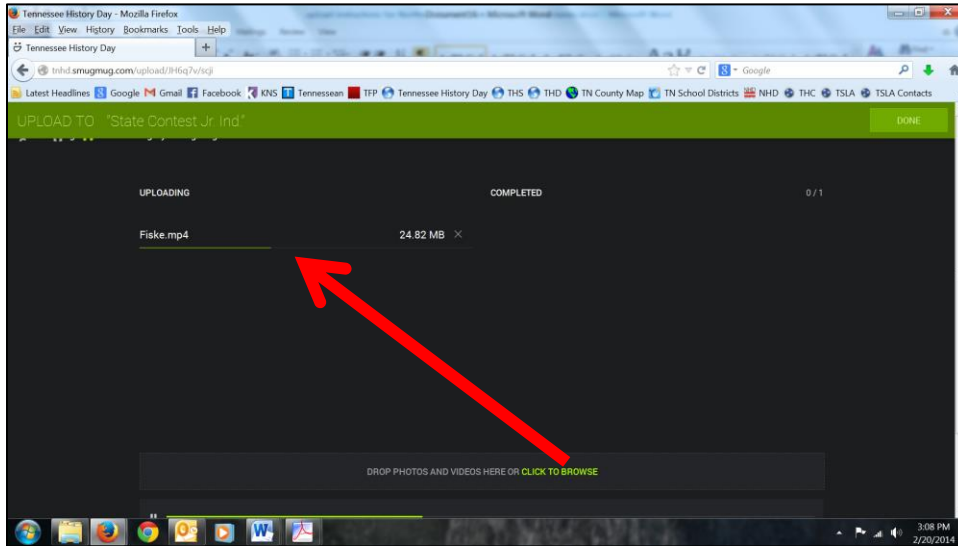 Tennessee History Day - Mozilla Firefox
File Edit View History Bookmarks Tools Help
Tennessee History Day +
tnhd.smugmug.com/upload/JH6q7v/scji Google
Latest Headlines Google Gmail Facebook KNS Tennessean TFP Tennessee History Day THS THD TN County Map TN School Districts NHD THC TSLA TSLA Contacts
UPLOAD TO "State Contest Jr. Ind." DONE
UPLOADING COMPLETED 0 / 1
Fiske.mp4 24.82 MB
DROP PHOTOS AND VIDEOS HERE OR CLICK TO BROWSE
3:08 PM
2/20/2014